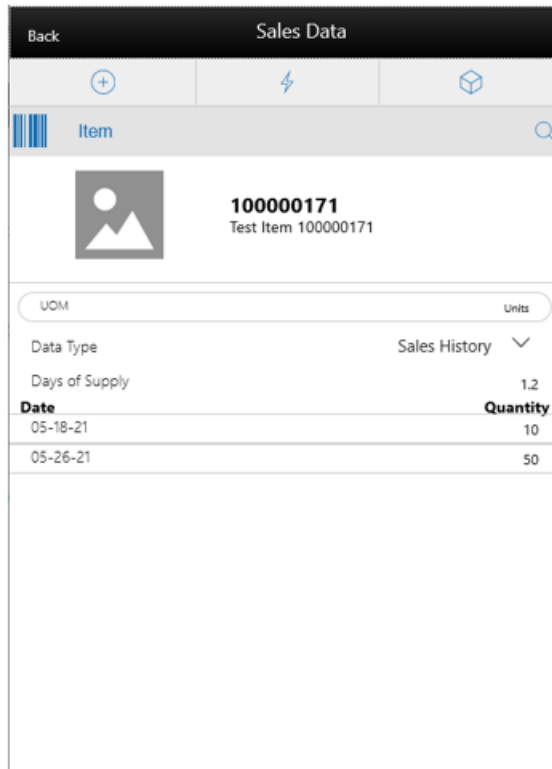 Back Sales Data
Item
100000171
Test Item 100000171
UOM Units
Data Type Sales History
Days of Supply 1.2
Date Quantity
05-18-21 10
05-26-21 50